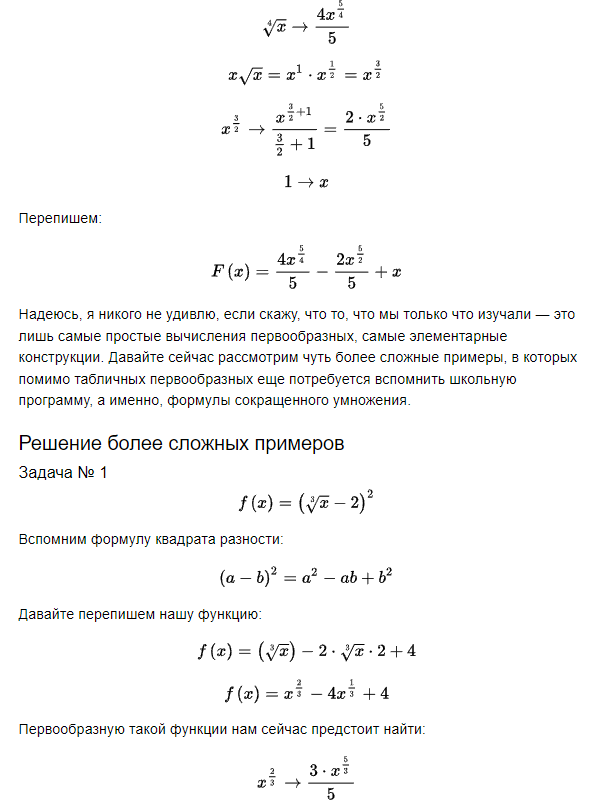 ∜x → 4x^(5/4)/5
x√x = x^1 · x^(1/2) = x^(3/2)
x^(3/2) → x^(3/2+1)/(3/2 + 1) = 2 · x^(5/2)/5
1 → x
Перепишем:
F (x) = 4x^(5/4)/5 − 2x^(5/2)/5 + x
Надеюсь, я никого не удивлю, если скажу, что то, что мы только что изучали — это
лишь самые простые вычисления первообразных, самые элементарные
конструкции. Давайте сейчас рассмотрим чуть более сложные примеры, в которых
помимо табличных первообразных еще потребуется вспомнить школьную
программу, а именно, формулы сокращенного умножения.
Решение более сложных примеров
Задача № 1
f (x) = (∛x − 2)^2
Вспомним формулу квадрата разности:
(a − b)^2 = a^2 − ab + b^2
Давайте перепишем нашу функцию:
f (x) = (∛x) − 2 · ∛x · 2 + 4
f (x) = x^(2/3) − 4x^(1/3) + 4
Первообразную такой функции нам сейчас предстоит найти:
x^(2/3) → 3 · x^(5/3)/5